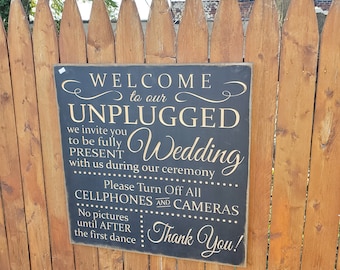 WELCOME
to our
UNPLUGGED
we invite you
to be fully
PRESENT
Wedding
with us during our ceremony
Please Turn Off All
CELLPHONES AND CAMERAS
No pictures
until AFTER
the first dance
Thank You!